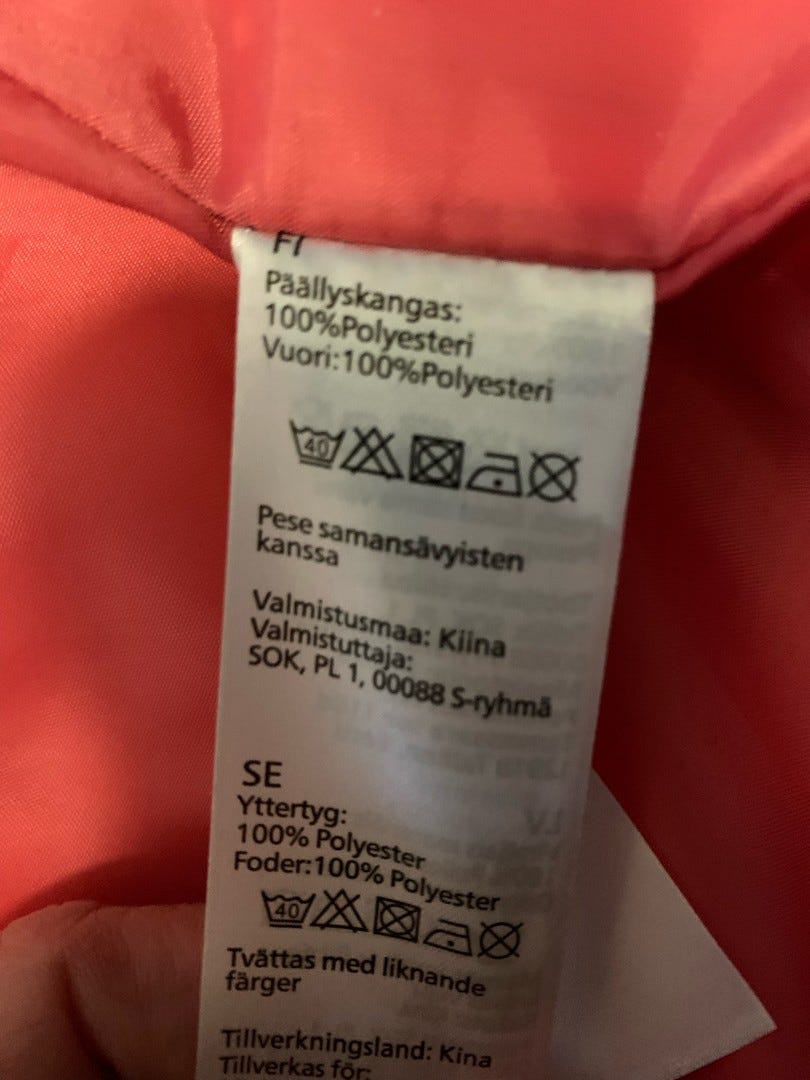 FI
Päällyskangas:
100%Polyesteri
Vuori:100%Polyesteri
40
Pese samansävyisten
kanssa
Valmistusmaa: Kiina
Valmistuttaja:
SOK, PL 1, 00088 S-ryhmä
SE
Yttertyg:
100% Polyester
Foder:100% Polyester
40
Tvättas med liknande
färger
Tillverkningsland: Kina
Tillverkas för: